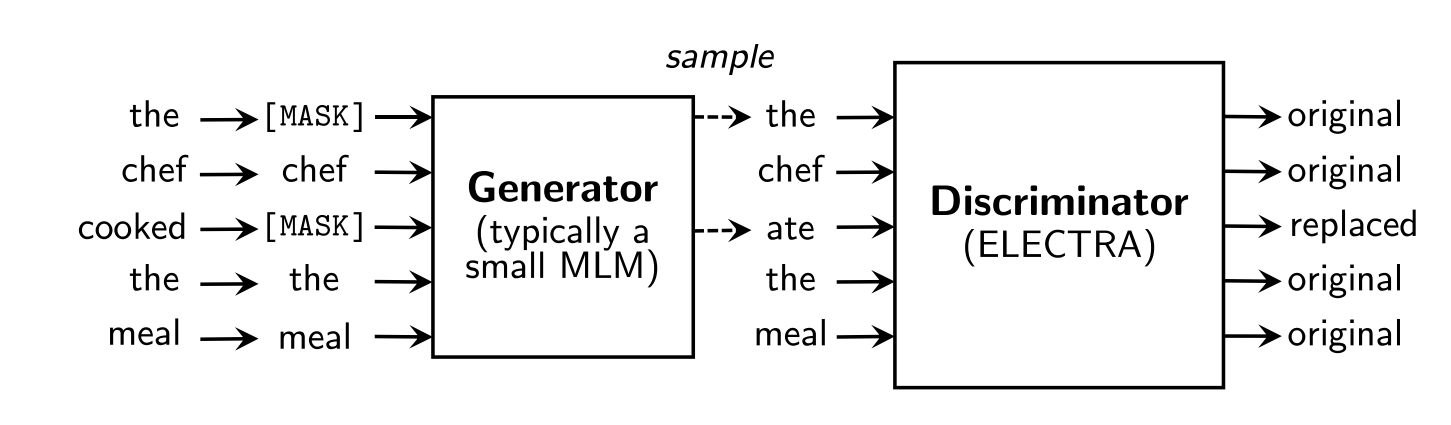 sample
the [MASK] the original
chef chef chef original
cooked [MASK] ate replaced
the the the original
meal meal meal original
Generator
(typically a
small MLM)
Discriminator
(ELECTRA)